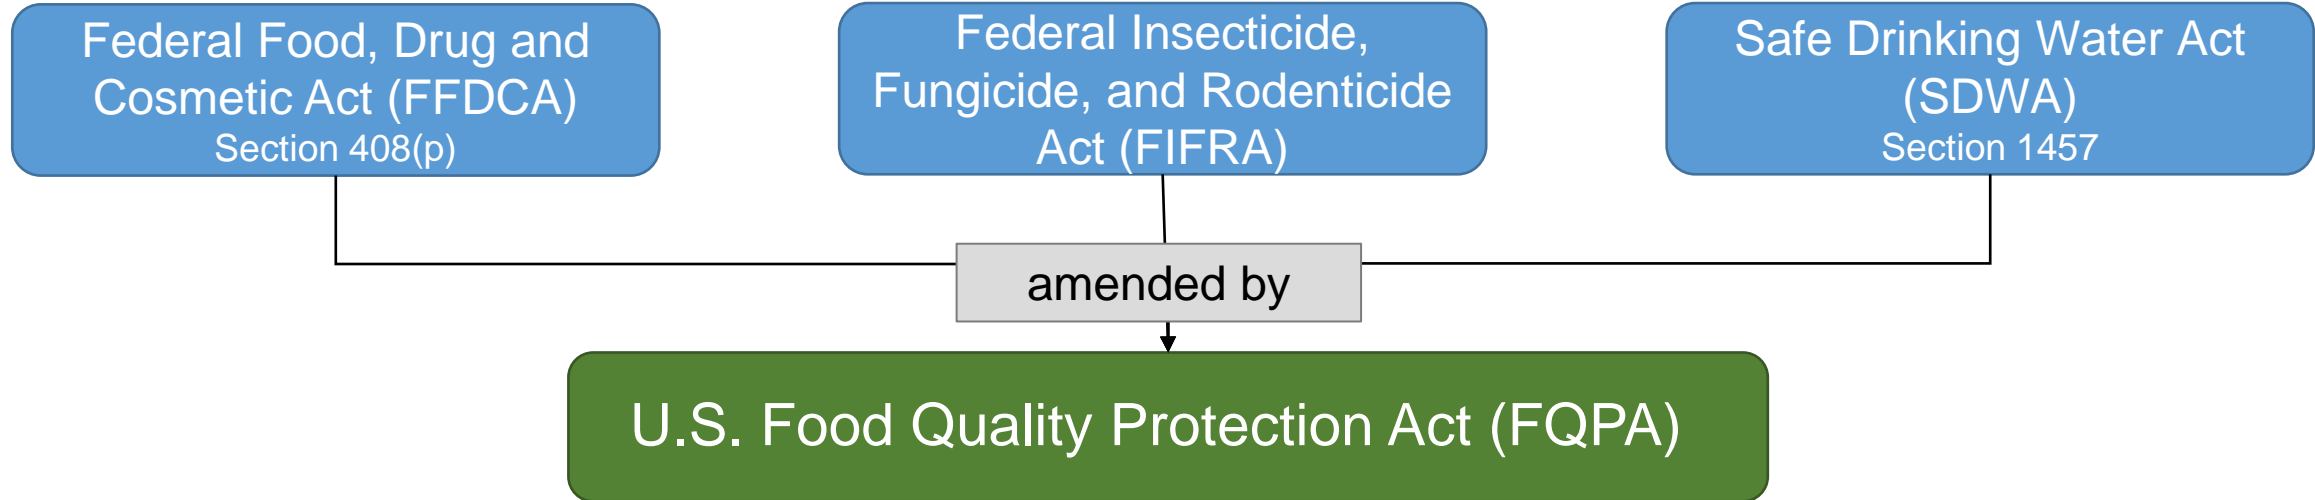 Federal Food, Drug and
Cosmetic Act (FFDCA)
Section 408(p)
Federal Insecticide,
Fungicide, and Rodenticide
Act (FIFRA)
Safe Drinking Water Act
(SDWA)
Section 1457
amended by
U.S. Food Quality Protection Act (FQPA)